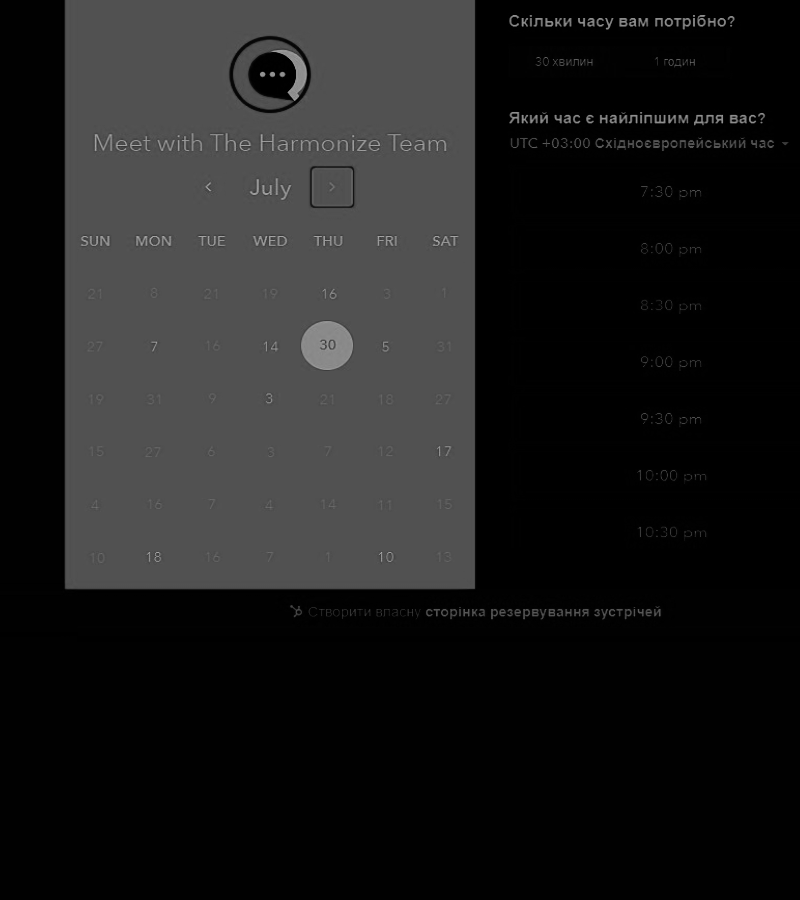 Meet with The Harmonize Team
July
SUN MON TUE WED THU FRI SAT
21 8 21 19 16 3 1
27 7 16 14 30 5 31
19 31 9 3 21 18 27
15 27 6 3 7 12 17
4 16 7 4 14 11 15
10 18 16 7 1 10 13
Скільки часу вам потрібно?
30 хвилин 1 годин
Який час є найліпшим для вас?
UTC +03:00 Східноєвропейський час
7:30 pm
8:00 pm
8:30 pm
9:00 pm
9:30 pm
10:00 pm
10:30 pm
Створити власну сторінка резервування зустрічей